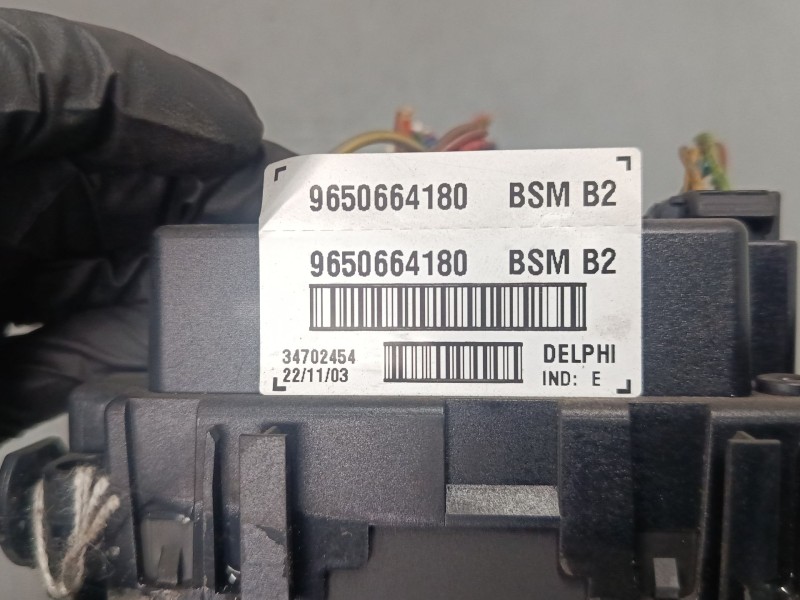 9650664180 BSM B2
9650664180 BSM B2
34702454 DELPHI
22/11/03 IND: E